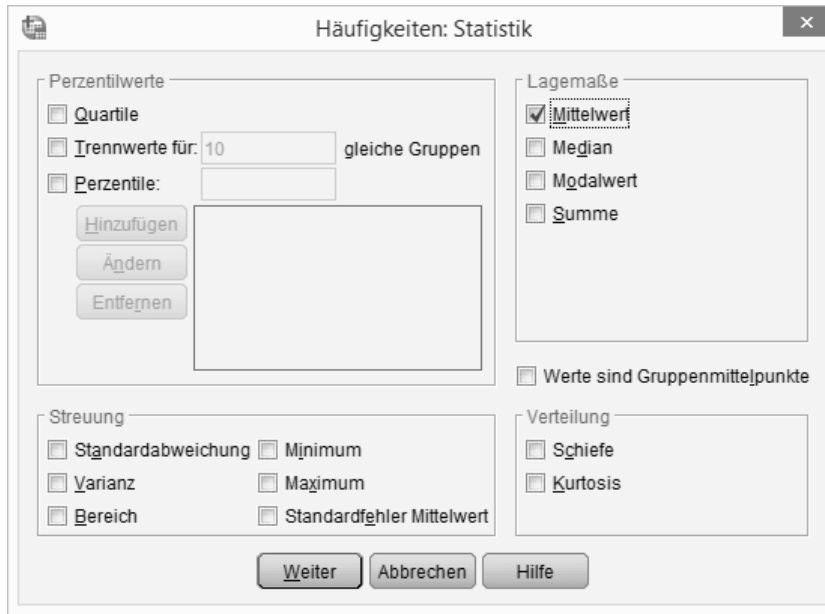 Häufigkeiten: Statistik
Perzentilwerte
Quartile
Trennwerte für: 10 gleiche Gruppen
Perzentile:
Hinzufügen
Ändern
Entfernen
Lagemaße
Mittelwert
Median
Modalwert
Summe
Werte sind Gruppenmittelpunkte
Streuung
Standardabweichung Minimum
Varianz Maximum
Bereich Standardfehler Mittelwert
Verteilung
Schiefe
Kurtosis
Weiter Abbrechen Hilfe